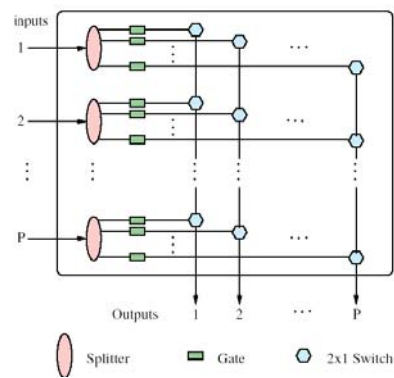 inputs
1
2
P
Outputs 1 2 ... P
Splitter Gate 2x1 Switch